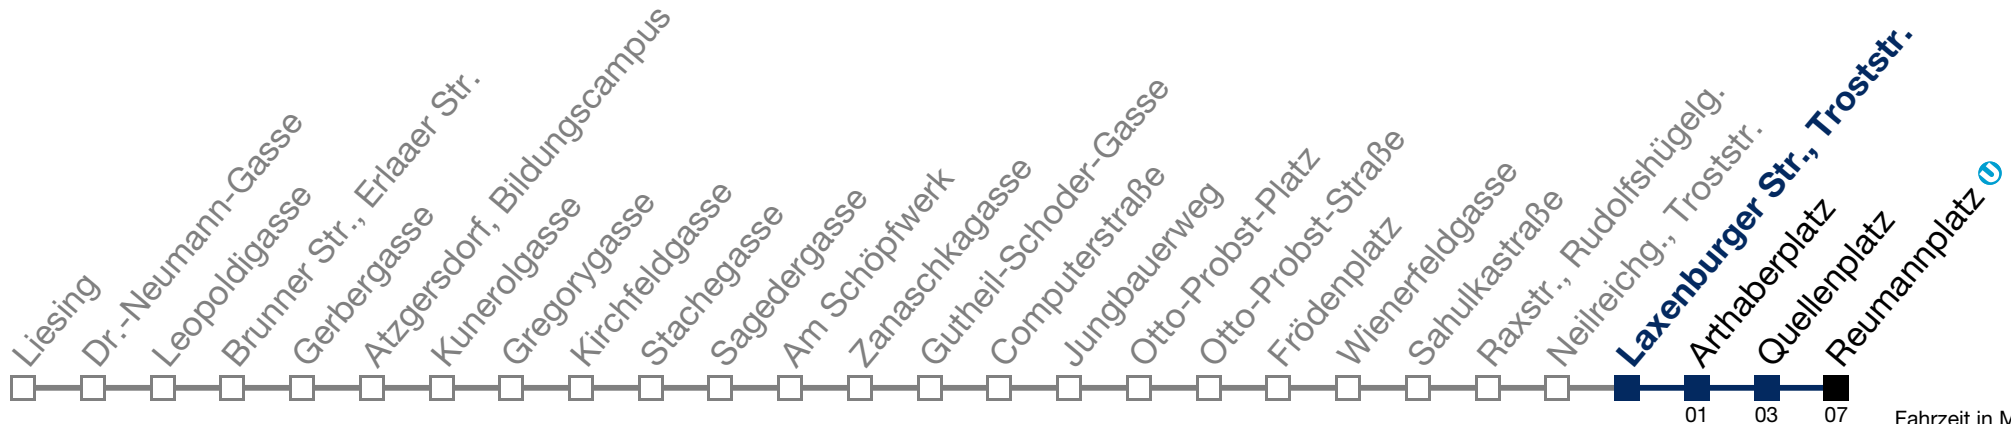 Liesing
Dr.-Neumann-Gasse
Leopoldigasse
Brunner Str., Erlaaer Str.
Gerbergasse
Atzgersdorf, Bildungscampus
Kunerolgasse
Gregorygasse
Kirchfeldgasse
Stachegasse
Sagedergasse
Am Schöpfwerk
Zanaschkagasse
Gutheil-Schoder-Gasse
Computerstraße
Jungbauerweg
Otto-Probst-Platz
Otto-Probst-Straße
Frödenplatz
Wienerfeldgasse
Sahulkastraße
Raxstr., Rudolfshügelg.
Neilreichg., Troststr.
Laxenburger Str., Troststr.
Arthaberplatz
Quellenplatz
Reumannplatz U
01 03 07
Fahrzeit in M